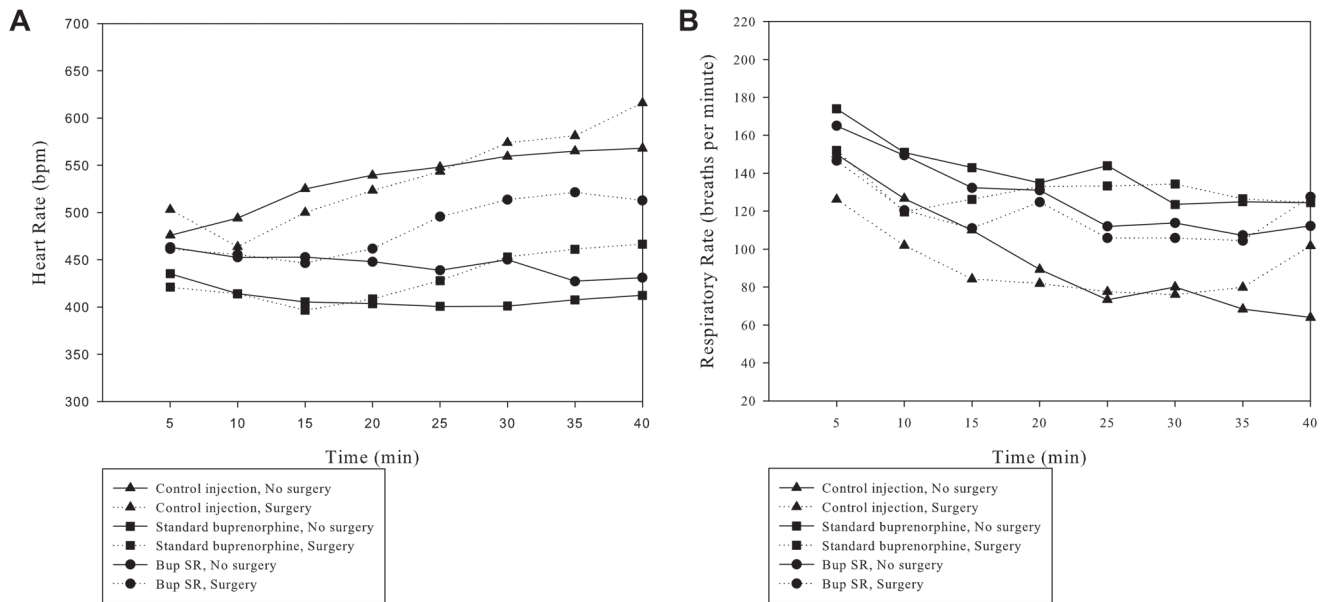 A
700
650
600
550
500
450
400
350
300
Heart Rate (bpm)
5 10 15 20 25 30 35 40
Time (min)
Control injection, No surgery
Control injection, Surgery
Standard buprenorphine, No surgery
Standard buprenorphine, Surgery
Bup SR, No surgery
Bup SR, Surgery
B
220
200
180
160
140
120
100
80
60
40
20
Respiratory Rate (breaths per minute)
5 10 15 20 25 30 35 40
Time (min)
Control injection, No surgery
Control injection, Surgery
Standard buprenorphine, No surgery
Standard buprenorphine, Surgery
Bup SR, No surgery
Bup SR, Surgery